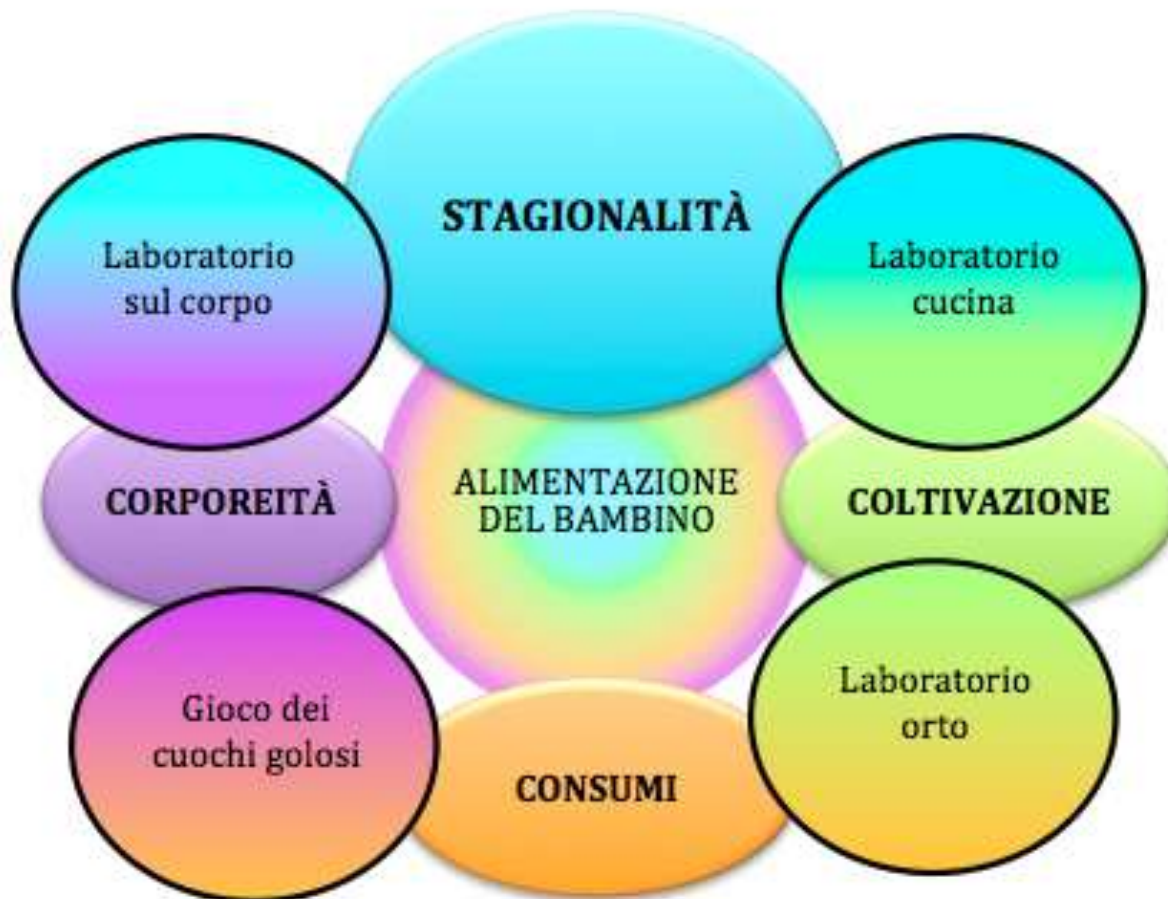 STAGIONALITÀ
Laboratorio
sul corpo
Laboratorio
cucina
CORPOREITÀ
ALIMENTAZIONE
DEL BAMBINO
COLTIVAZIONE
Gioco dei
cuochi golosi
Laboratorio
orto
CONSUMI